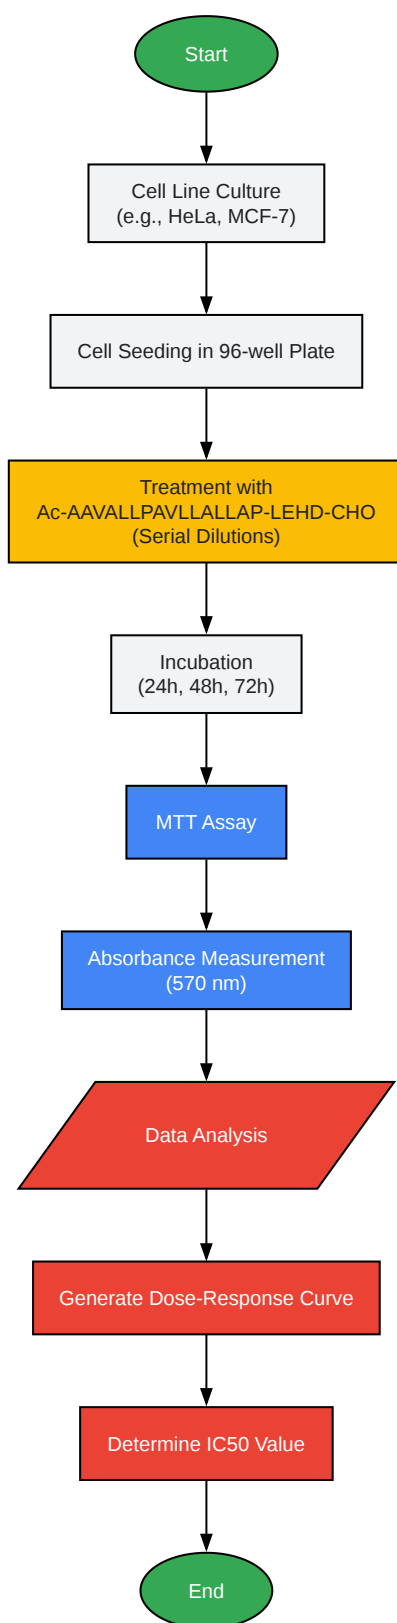 Start
Cell Line Culture
(e.g., HeLa, MCF-7)
Cell Seeding in 96-well Plate
Treatment with
Ac-AAVALLPAVLLALLAP-LEHD-CHO
(Serial Dilutions)
Incubation
(24h, 48h, 72h)
MTT Assay
Absorbance Measurement
(570 nm)
Data Analysis
Generate Dose-Response Curve
Determine IC50 Value
End